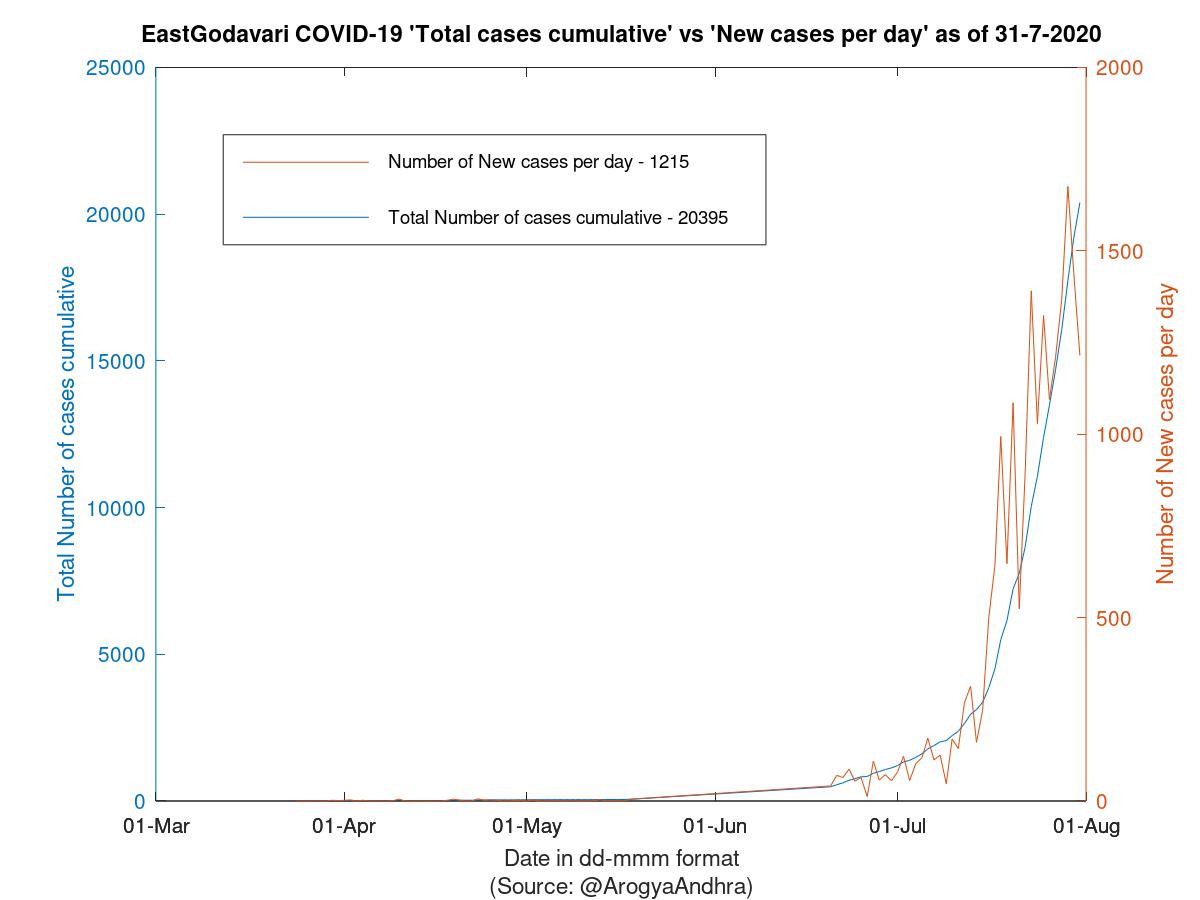 EastGodavari COVID-19 'Total cases cumulative' vs 'New cases per day' as of 31-7-2020
25000
20000
15000
10000
5000
0
Total Number of cases cumulative
Number of New cases per day - 1215
Total Number of cases cumulative - 20395
2000
1500
1000
500
0
Number of New cases per day
01-Mar 01-Apr 01-May 01-Jun 01-Jul 01-Aug
Date in dd-mmm format
(Source: @ArogyaAndhra)